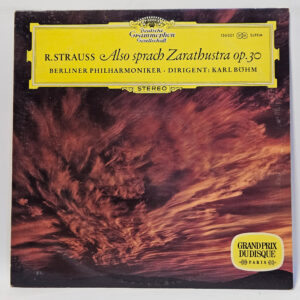 Deutsche
Grammophon
Gesellschaft
R. STRAUSS Also sprach Zarathustra op. 30
BERLINER PHILHARMONIKER · DIRIGENT: KARL BÖHM
STEREO
GRAND PRIX
DU DISQUE
PARIS